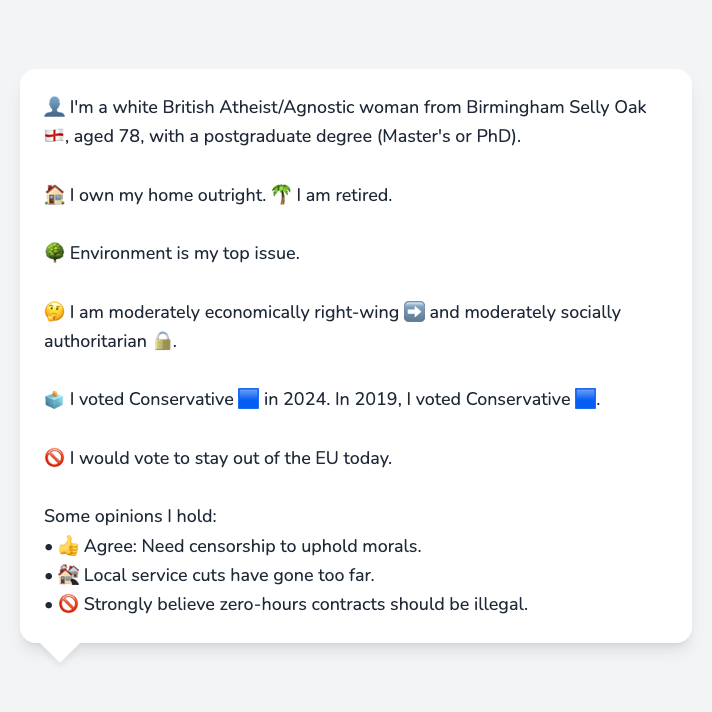 👤 I'm a white British Atheist/Agnostic woman from Birmingham Selly Oak
🏴󠁧󠁢󠁥󠁮󠁧󠁿, aged 78, with a postgraduate degree (Master's or PhD).
🏠 I own my home outright. 🌴 I am retired.
🌳 Environment is my top issue.
🤔 I am moderately economically right-wing ➡️ and moderately socially
authoritarian 🔒.
🗳️ I voted Conservative 🟦 in 2024. In 2019, I voted Conservative 🟦.
🚫 I would vote to stay out of the EU today.
Some opinions I hold:
• 👍 Agree: Need censorship to uphold morals.
• 🏚️ Local service cuts have gone too far.
• 🚫 Strongly believe zero-hours contracts should be illegal.